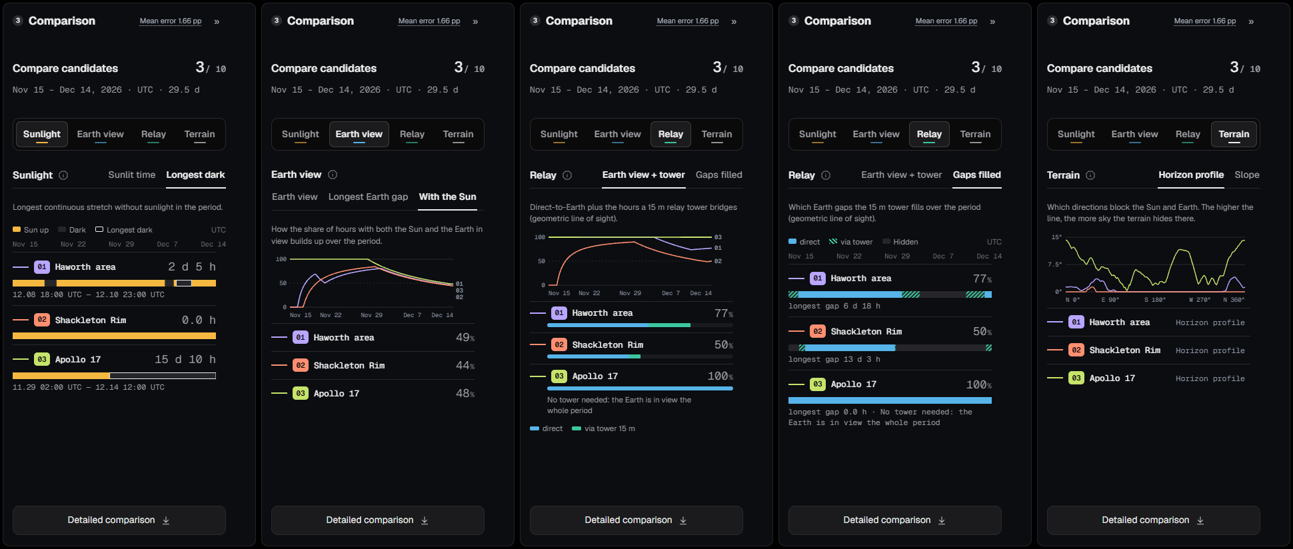 3 Comparison Mean error 1.66 pp »
Compare candidates 3/ 10
Nov 15 – Dec 14, 2026 · UTC · 29.5 d
Sunlight Earth view Relay Terrain
Sunlight Sunlit time Longest dark
Longest continuous stretch without sunlight in the period.
Sun up Dark Longest dark UTC
Nov 15 Nov 22 Nov 29 Dec 7 Dec 14
01 Haworth area 2 d 5 h
12.08 18:00 UTC – 12.10 23:00 UTC
02 Shackleton Rim 0.0 h
03 Apollo 17 15 d 10 h
11.29 02:00 UTC – 12.14 12:00 UTC
Detailed comparison
3 Comparison Mean error 1.66 pp »
Compare candidates 3/ 10
Nov 15 – Dec 14, 2026 · UTC · 29.5 d
Sunlight Earth view Relay Terrain
Earth view
Earth view Longest Earth gap With the Sun
How the share of hours with both the Sun and the Earth in
view builds up over the period.
100
50
0
01
03
02
Nov 15 Nov 22 Nov 29 Dec 7 Dec 14
01 Haworth area 49%
02 Shackleton Rim 44%
03 Apollo 17 48%
Detailed comparison
3 Comparison Mean error 1.66 pp »
Compare candidates 3/ 10
Nov 15 – Dec 14, 2026 · UTC · 29.5 d
Sunlight Earth view Relay Terrain
Relay Earth view + tower Gaps filled
Direct-to-Earth plus the hours a 15 m relay tower bridges
(geometric line of sight).
100
50
0
03
01
02
Nov 15 Nov 22 Nov 29 Dec 7 Dec 14
01 Haworth area 77%
02 Shackleton Rim 50%
03 Apollo 17 100%
No tower needed: the Earth is in view the
whole period
direct via tower 15 m
Detailed comparison
3 Comparison Mean error 1.66 pp »
Compare candidates 3/ 10
Nov 15 – Dec 14, 2026 · UTC · 29.5 d
Sunlight Earth view Relay Terrain
Relay Earth view + tower Gaps filled
Which Earth gaps the 15 m tower fills over the period
(geometric line of sight).
direct via tower Hidden UTC
Nov 15 Nov 22 Nov 29 Dec 7 Dec 14
01 Haworth area 77%
longest gap 6 d 18 h
02 Shackleton Rim 50%
longest gap 13 d 3 h
03 Apollo 17 100%
longest gap 0.0 h · No tower needed: the
Earth is in view the whole period
Detailed comparison
3 Comparison Mean error 1.66 pp »
Compare candidates 3/ 10
Nov 15 – Dec 14, 2026 · UTC · 29.5 d
Sunlight Earth view Relay Terrain
Terrain Horizon profile Slope
Which directions block the Sun and Earth. The higher the
line, the more sky the terrain hides there.
15°
7.5°
0°
N 0° E 90° S 180° W 270° N 360°
01 Haworth area Horizon profile
02 Shackleton Rim Horizon profile
03 Apollo 17 Horizon profile
Detailed comparison